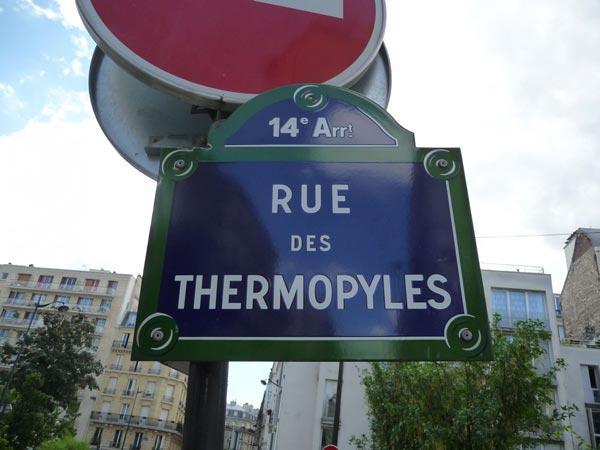 14e Arrt
RUE
DES
THERMOPYLES